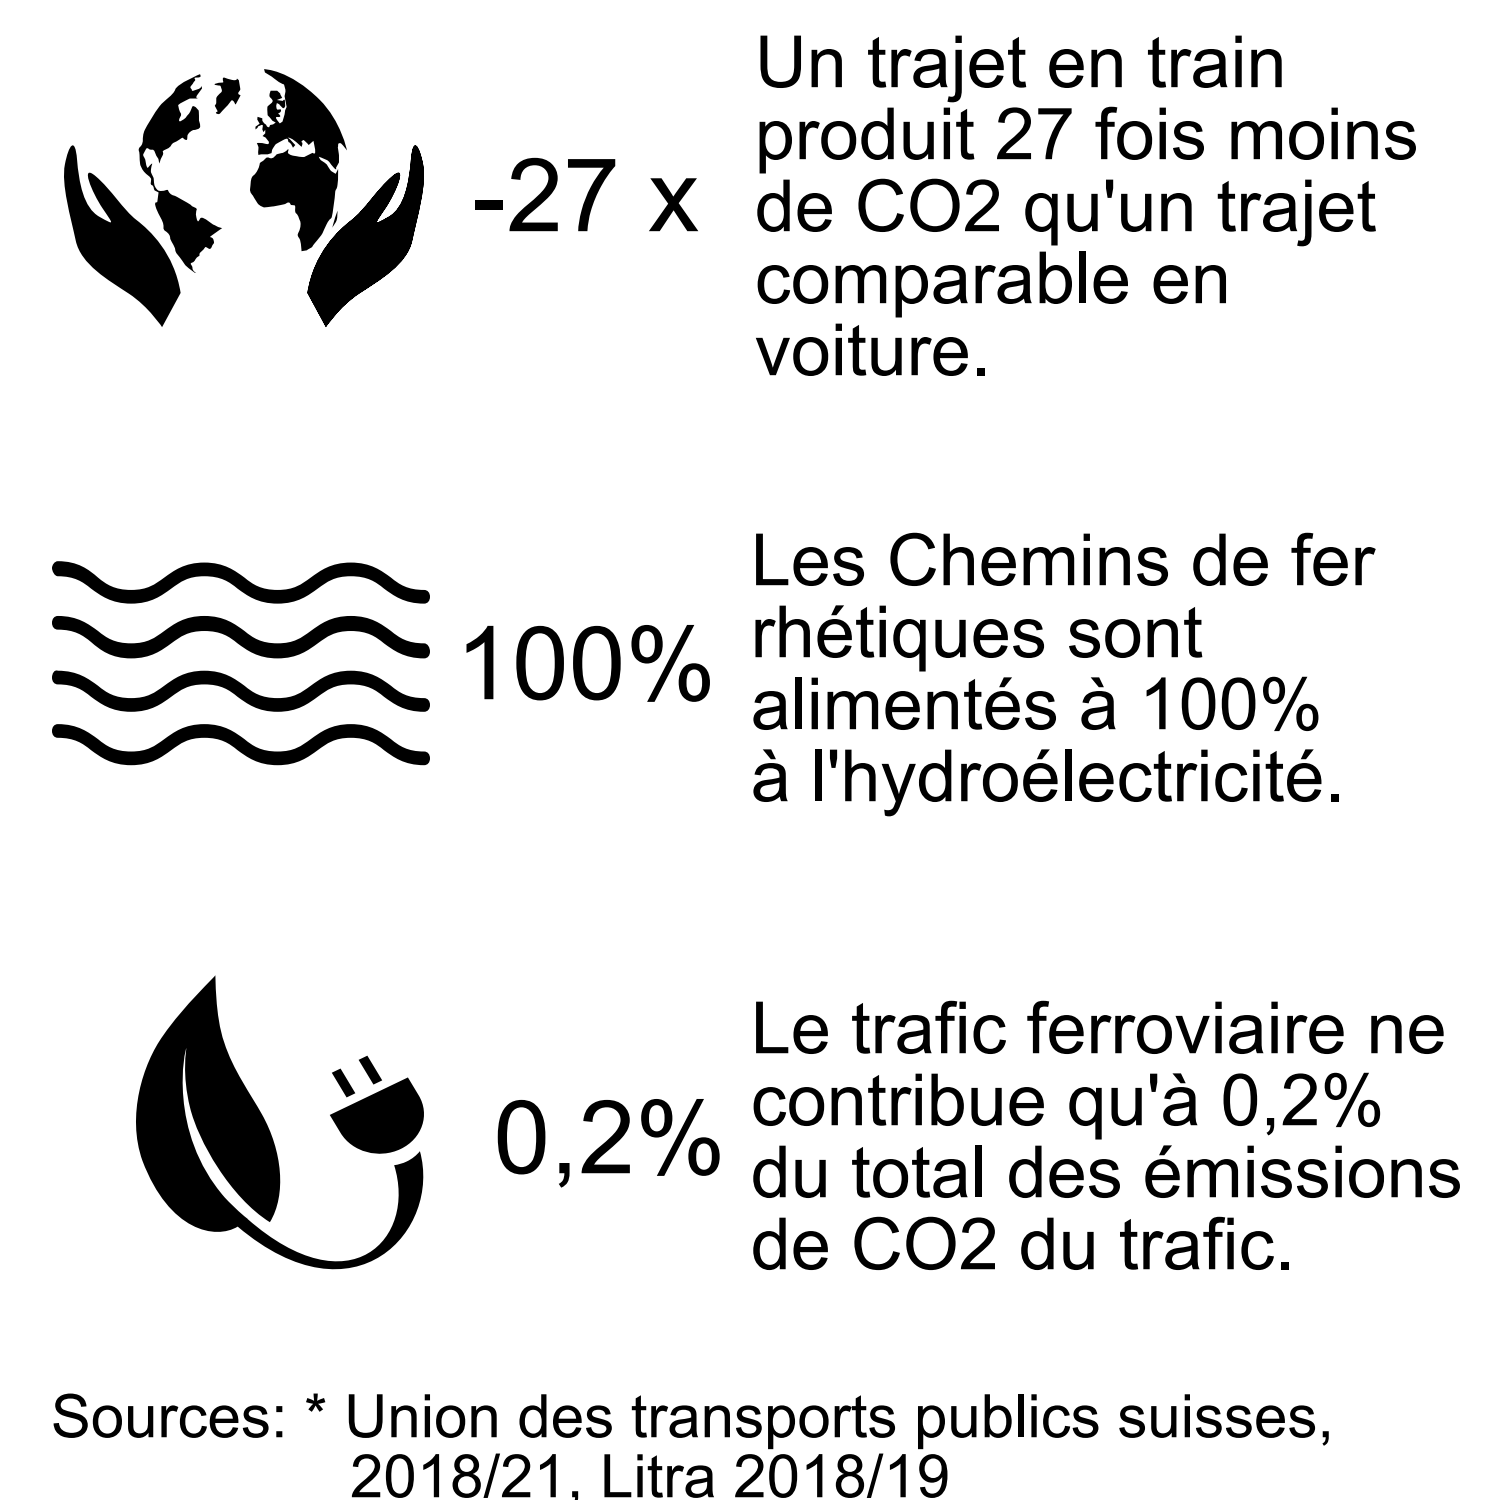 -27 x
Un trajet en train
produit 27 fois moins
de CO2 qu'un trajet
comparable en
voiture.
100%
Les Chemins de fer
rhétiques sont
alimentés à 100%
à l'hydroélectricité.
0,2%
Le trafic ferroviaire ne
contribue qu'à 0,2%
du total des émissions
de CO2 du trafic.
Sources: * Union des transports publics suisses,
2018/21, Litra 2018/19